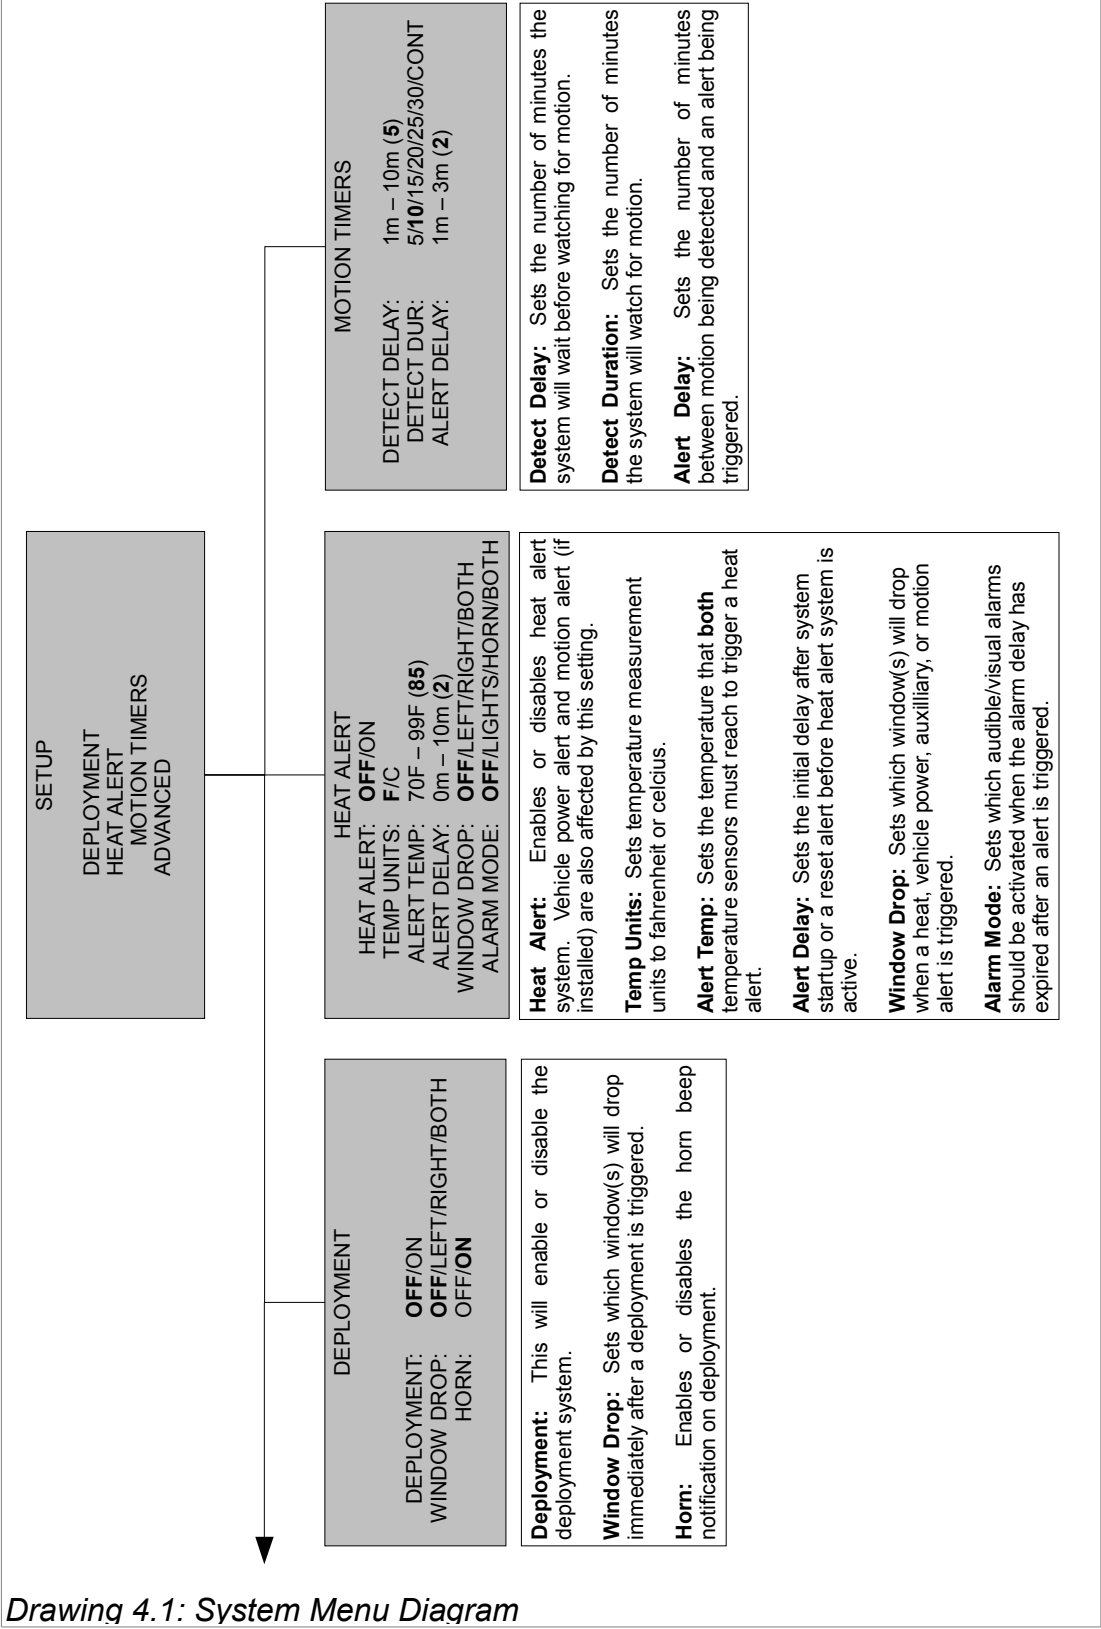 SETUP
DEPLOYMENT
HEAT ALERT
MOTION TIMERS
ADVANCED
DEPLOYMENT
DEPLOYMENT: OFF/ON
WINDOW DROP: OFF/LEFT/RIGHT/BOTH
HORN: OFF/ON
Deployment: This will enable or disable the
deployment system.
Window Drop: Sets which window(s) will drop
immediately after a deployment is triggered.
Horn: Enables or disables the horn beep
notification on deployment.
HEAT ALERT
HEAT ALERT: OFF/ON
TEMP UNITS: F/C
ALERT TEMP: 70F – 99F (85)
ALERT DELAY: 0m – 10m (2)
WINDOW DROP: OFF/LEFT/RIGHT/BOTH
ALARM MODE: OFF/LIGHTS/HORN/BOTH
Heat Alert: Enables or disables heat alert
system. Vehicle power alert and motion alert (if
installed) are also affected by this setting.
Temp Units: Sets temperature measurement
units to fahrenheit or celcius.
Alert Temp: Sets the temperature that both
temperature sensors must reach to trigger a heat
alert.
Alert Delay: Sets the initial delay after system
startup or a reset alert before heat alert system is
active.
Window Drop: Sets which window(s) will drop
when a heat, vehicle power, auxilliary, or motion
alert is triggered.
Alarm Mode: Sets which audible/visual alarms
should be activated when the alarm delay has
expired after an alert is triggered.
MOTION TIMERS
DETECT DELAY: 1m – 10m (5)
DETECT DUR: 5/10/15/20/25/30/CONT
ALERT DELAY: 1m – 3m (2)
Detect Delay: Sets the number of minutes the
system will wait before watching for motion.
Detect Duration: Sets the number of minutes
the system will watch for motion.
Alert Delay: Sets the number of minutes
between motion being detected and an alert being
triggered.
Drawing 4.1: System Menu Diagram